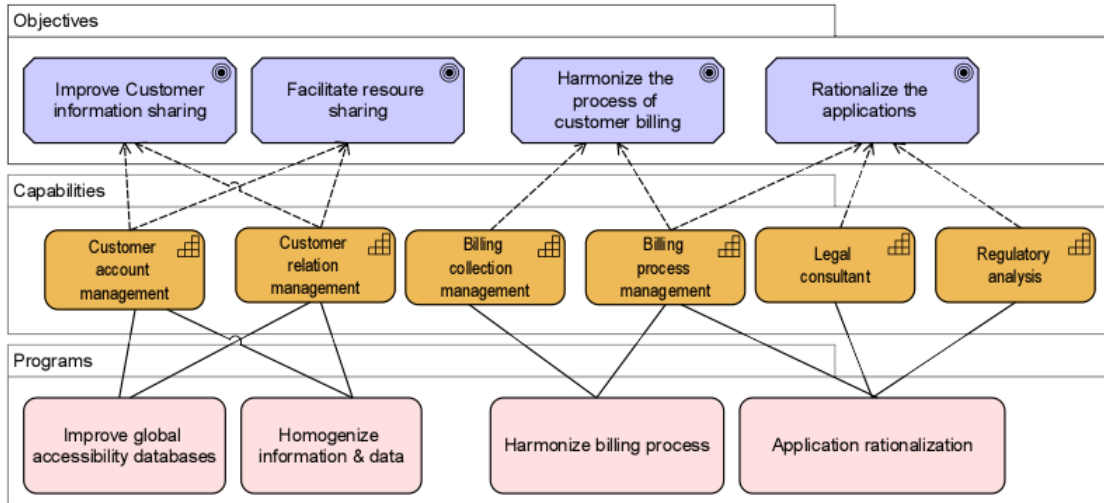 Objectives
Improve Customer
information sharing
Facilitate resoure
sharing
Harmonize the
process of
customer billing
Rationalize the
applications
Capabilities
Customer
account
management
Customer
relation
management
Billing
collection
management
Billing
process
management
Legal
consultant
Regulatory
analysis
Programs
Improve global
accessibility databases
Homogenize
information & data
Harmonize billing process
Application rationalization